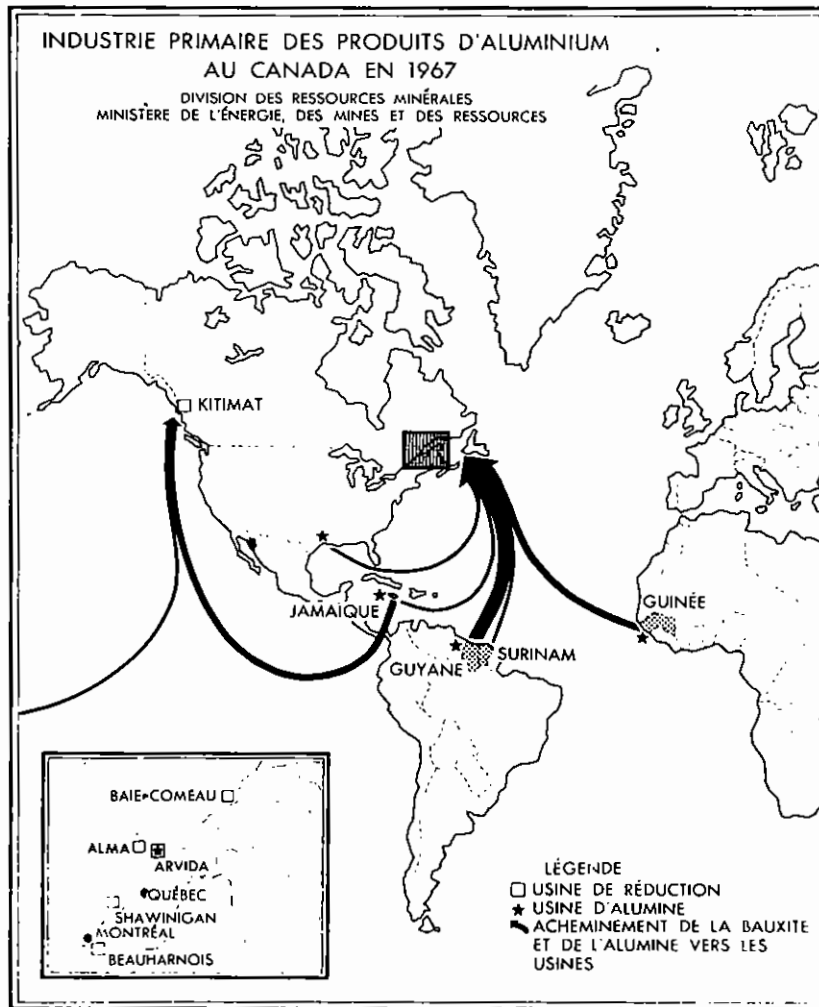 INDUSTRIE PRIMAIRE DES PRODUITS D'ALUMINIUM
AU CANADA EN 1967
DIVISION DES RESSOURCES MINÉRALES
MINISTÈRE DE L'ÉNERGIE, DES MINES ET DES RESSOURCES
KITIMAT
JAMAÏQUE
GUINÉE
SURINAM
GUYANE
BAIE-COMEAU
ALMA
ARVIDA
QUÉBEC
SHAWINIGAN
MONTRÉAL
BEAUHARNOIS
LÉGENDE
USINE DE RÉDUCTION
USINE D'ALUMINE
ACHEMINEMENT DE LA BAUXITE
ET DE L'ALUMINE VERS LES
USINES